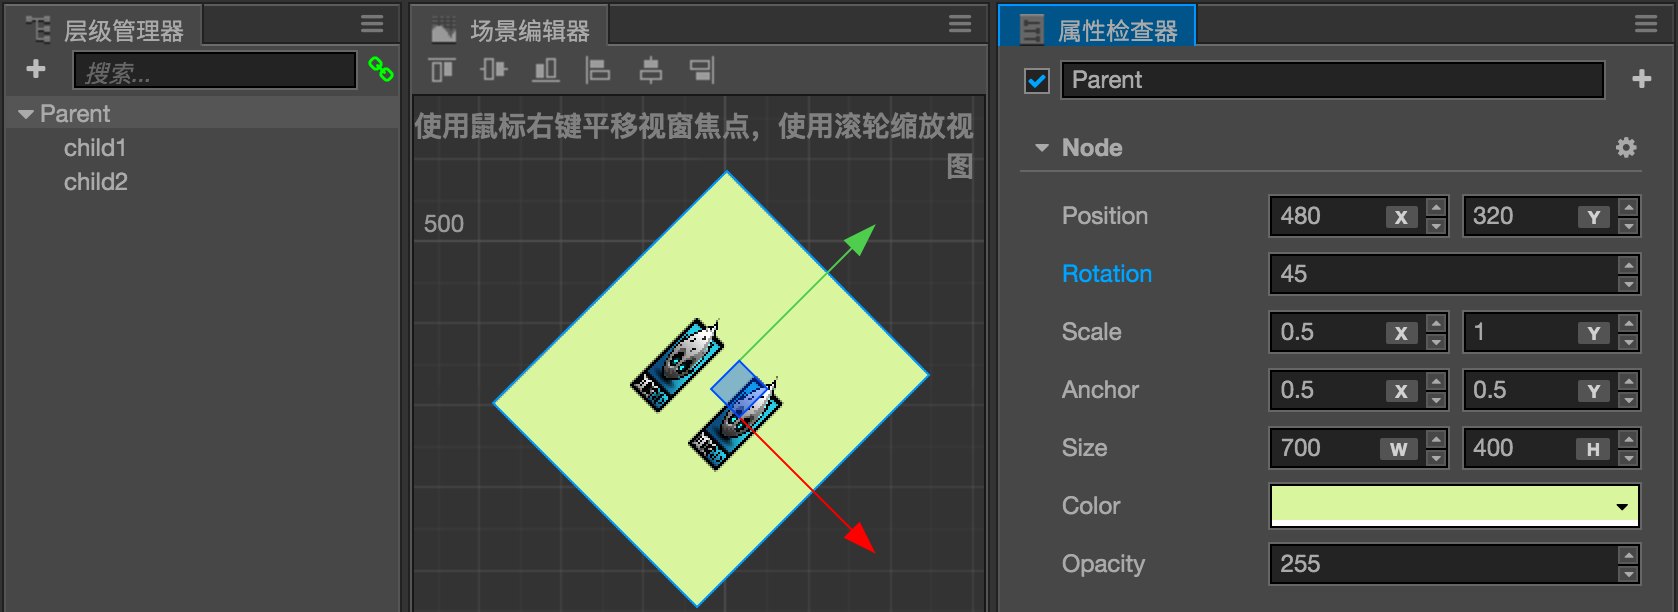 层级管理器
搜索...
Parent
child1
child2
场景编辑器
使用鼠标右键平移视窗焦点，使用滚轮缩放视
图
500
属性检查器
Parent
Node
Position 480 X 320 Y
Rotation 45
Scale 0.5 X 1 Y
Anchor 0.5 X 0.5 Y
Size 700 W 400 H
Color
Opacity 255